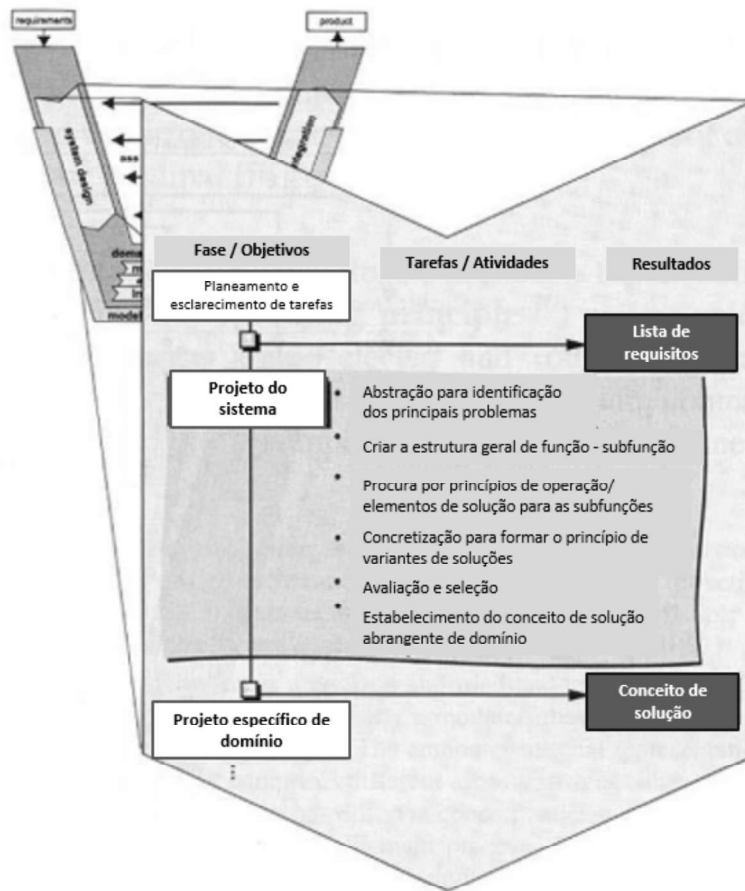 requirements
product
system design
integration
Fase / Objetivos
Tarefas / Atividades
Resultados
Planeamento e
esclarecimento de tarefas
Lista de
requisitos
Projeto do
sistema
• Abstração para identificação
dos principais problemas
• Criar a estrutura geral de função - subfunção
• Procura por princípios de operação/
elementos de solução para as subfunções
• Concretização para formar o princípio de
variantes de soluções
• Avaliação e seleção
• Estabelecimento do conceito de solução
abrangente de domínio
Conceito de
solução
Projeto específico de
domínio